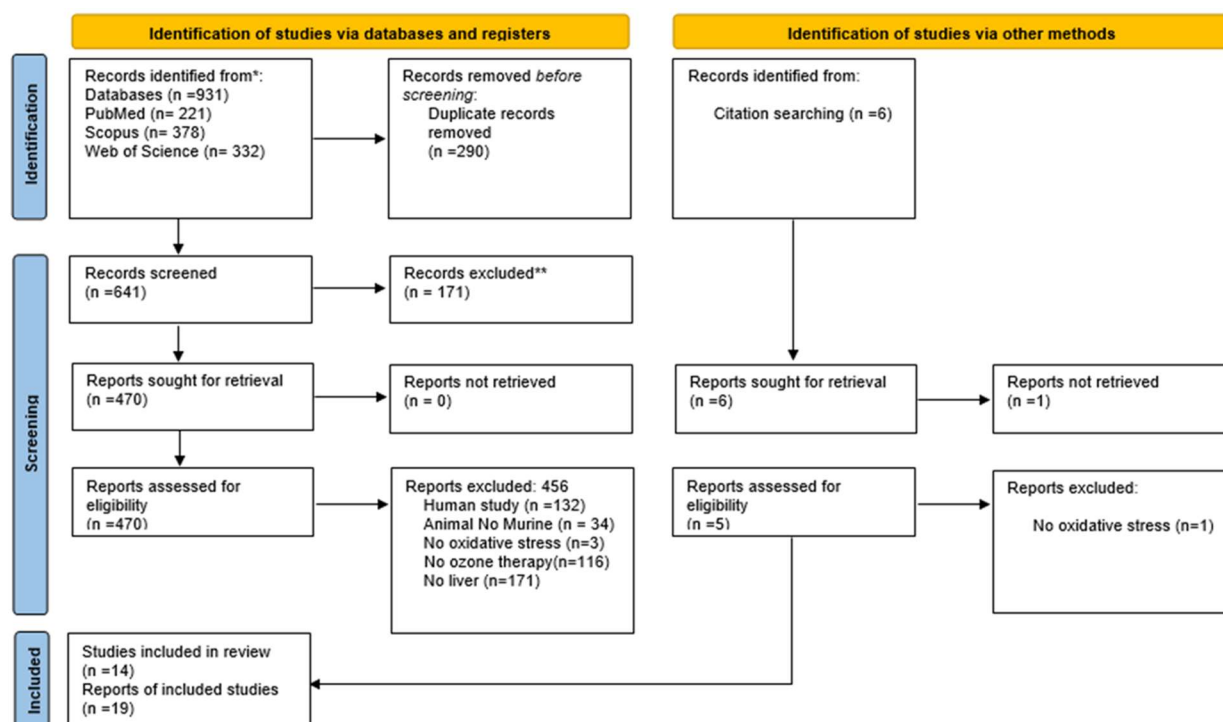 Identification of studies via databases and registers
Identification of studies via other methods
Identification
Records identified from*:
Databases (n =931)
PubMed (n= 221)
Scopus (n= 378)
Web of Science (n= 332)
Records removed before
screening:
Duplicate records
removed
(n =290)
Records identified from:
Citation searching (n =6)
Screening
Records screened
(n =641)
Records excluded**
(n = 171)
Reports sought for retrieval
(n =470)
Reports not retrieved
(n = 0)
Reports sought for retrieval
(n =6)
Reports not retrieved
(n =1)
Reports assessed for
eligibility
(n =470)
Reports excluded: 456
Human study (n =132)
Animal No Murine (n = 34)
No oxidative stress (n=3)
No ozone therapy(n=116)
No liver (n=171)
Reports assessed for
eligibility
(n =5)
Reports excluded:
No oxidative stress (n=1)
Included
Studies included in review
(n =14)
Reports of included studies
(n =19)